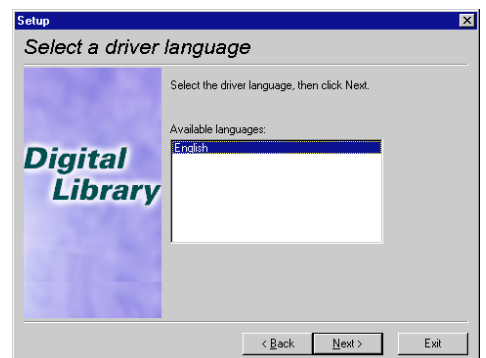 Setup
Select a driver language
Select the driver language, then click Next.
Available languages:
English
Digital
Library
< Back
Next >
Exit